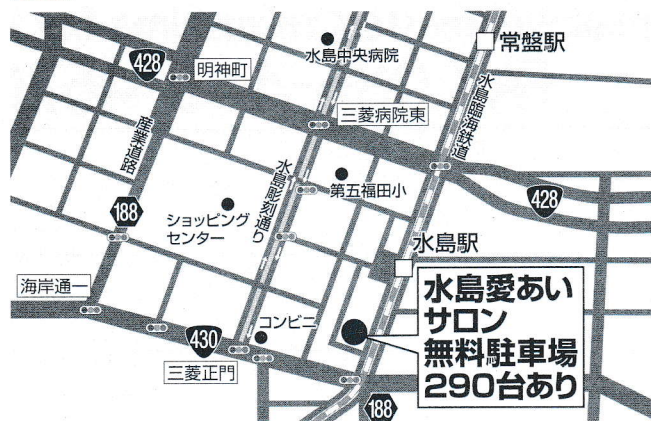 水島中央病院
常盤駅
428
明神町
水島臨海鉄道
三菱病院東
産業道路
水島彫刻通り
第五福田小
428
188
ショッピング
センター
水島駅
海岸通一
水島愛あい
サロン
無料駐車場
290台あり
コンビニ
430
三菱正門
188